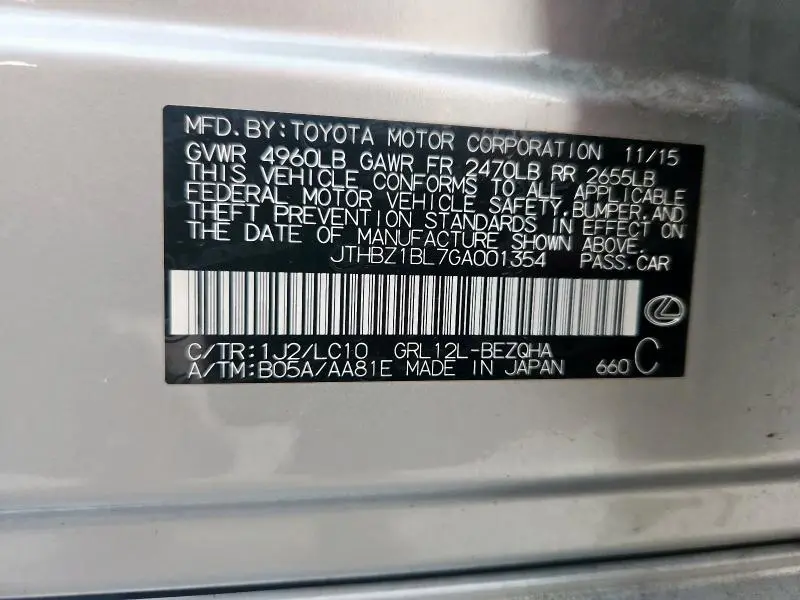 MFD.BY:TOYOTA MOTOR CORPORATION 11/15
GVWR 4960LB GAWR FR 2470LB RR 2655LB
THIS VEHICLE CONFORMS TO ALL APPLICABLE
FEDERAL MOTOR VEHICLE SAFETY,BUMPER,AND
THEFT PREVENTION STANDARDS IN EFFECT ON
THE DATE OF MANUFACTURE SHOWN ABOVE.
JTHBZ1BL7GA001354 PASS.CAR
C/TR:1J2/LC10 GRL12L-BEZQHA
A/TM:B05A/AA81E MADE IN JAPAN 660 C